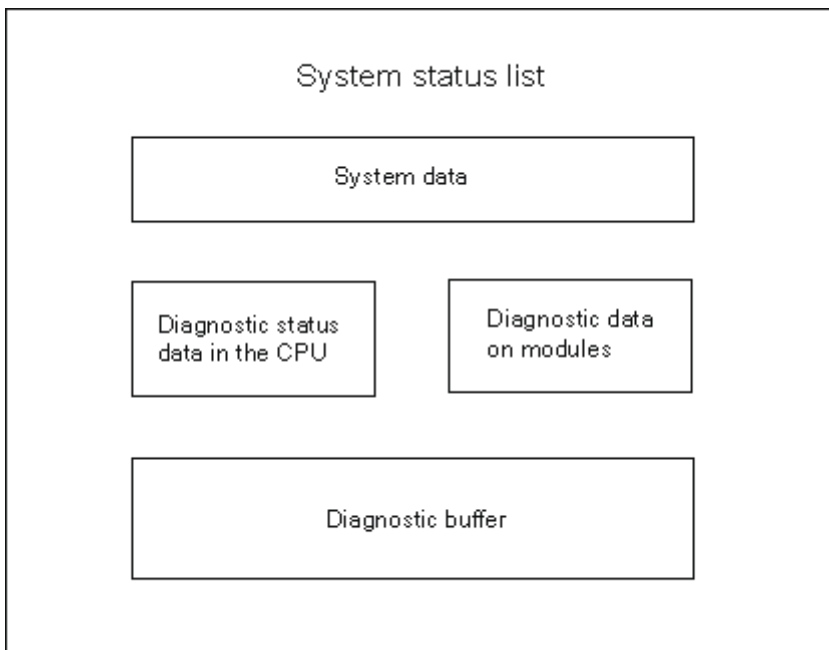 System status list
System data
Diagnostic status
data in the CPU
Diagnostic data
on modules
Diagnostic buffer